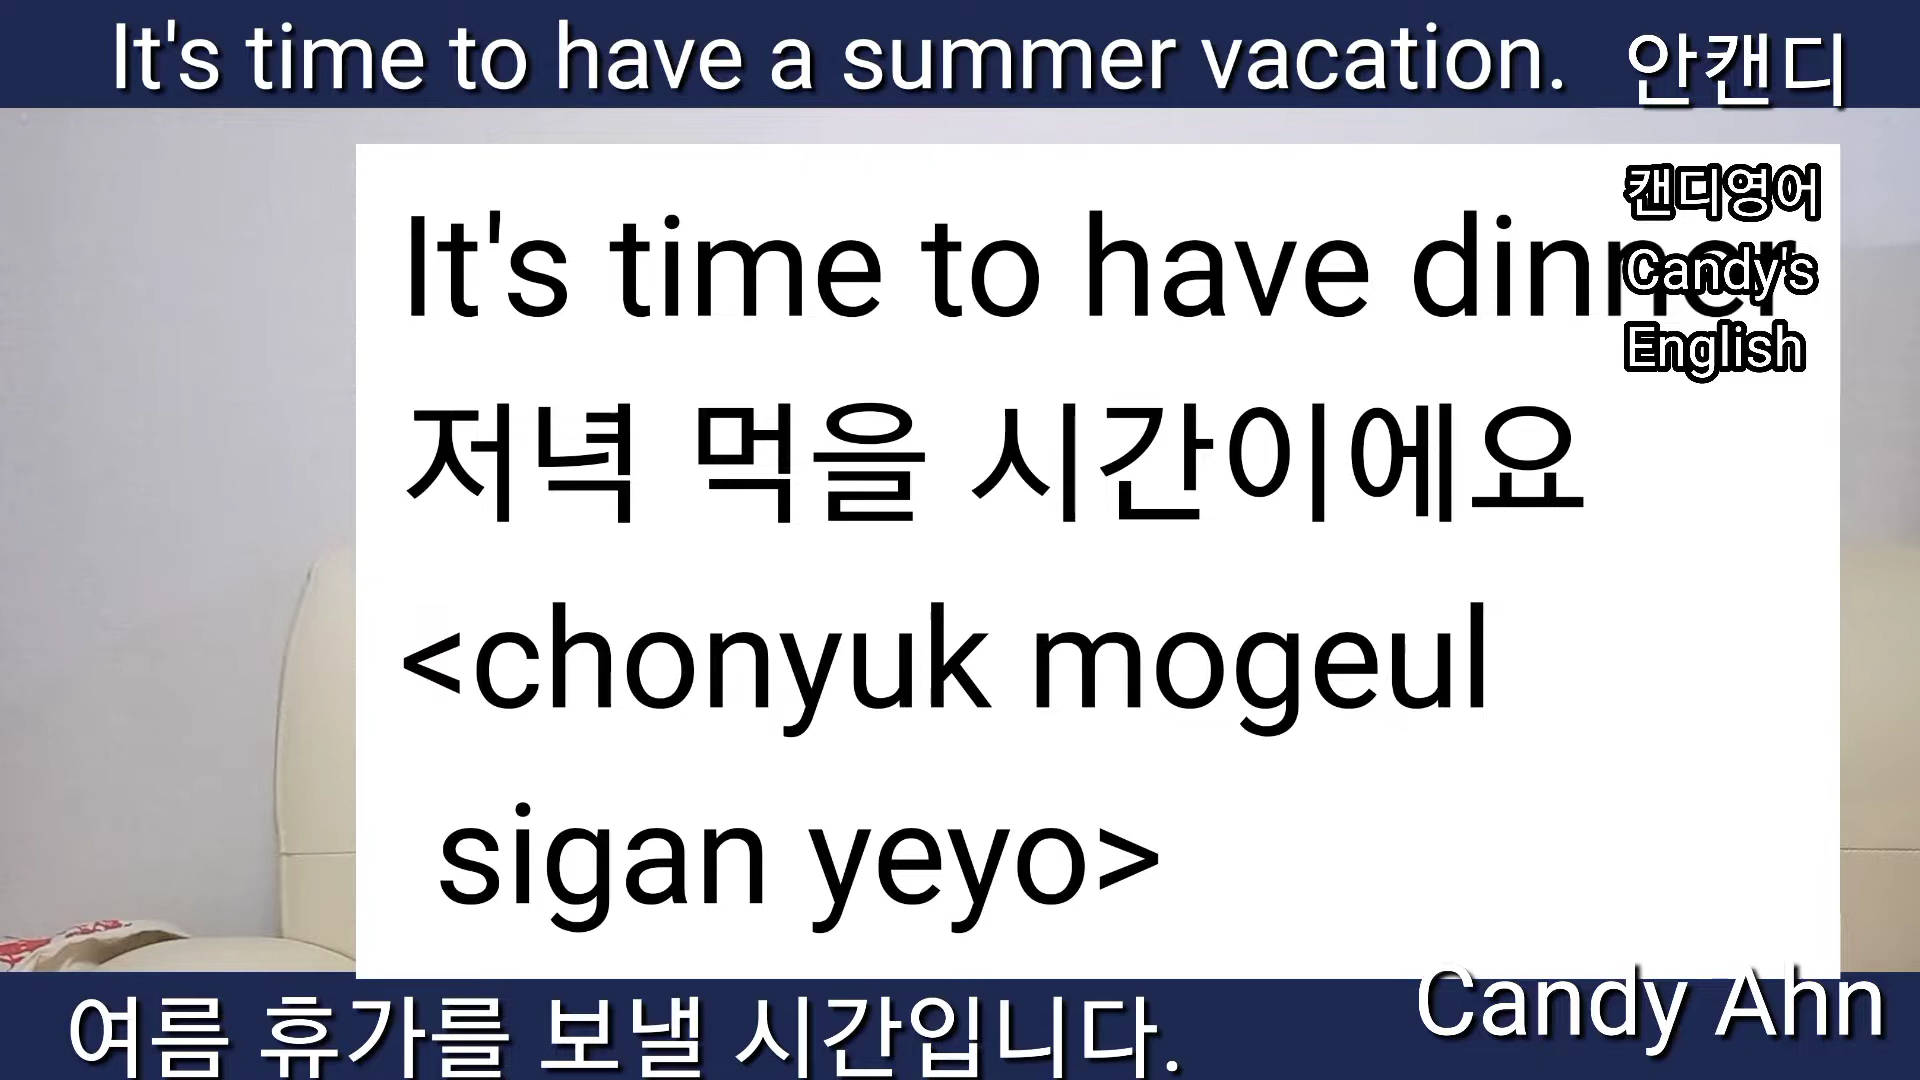 It's time to have a summer vacation.
안캔디
캔디영어
Candy's
English
It's time to have dinner
저녁 먹을 시간이에요
<chonyuk mogeul
sigan yeyo>
Candy Ahn
여름 휴가를 보낼 시간입니다.